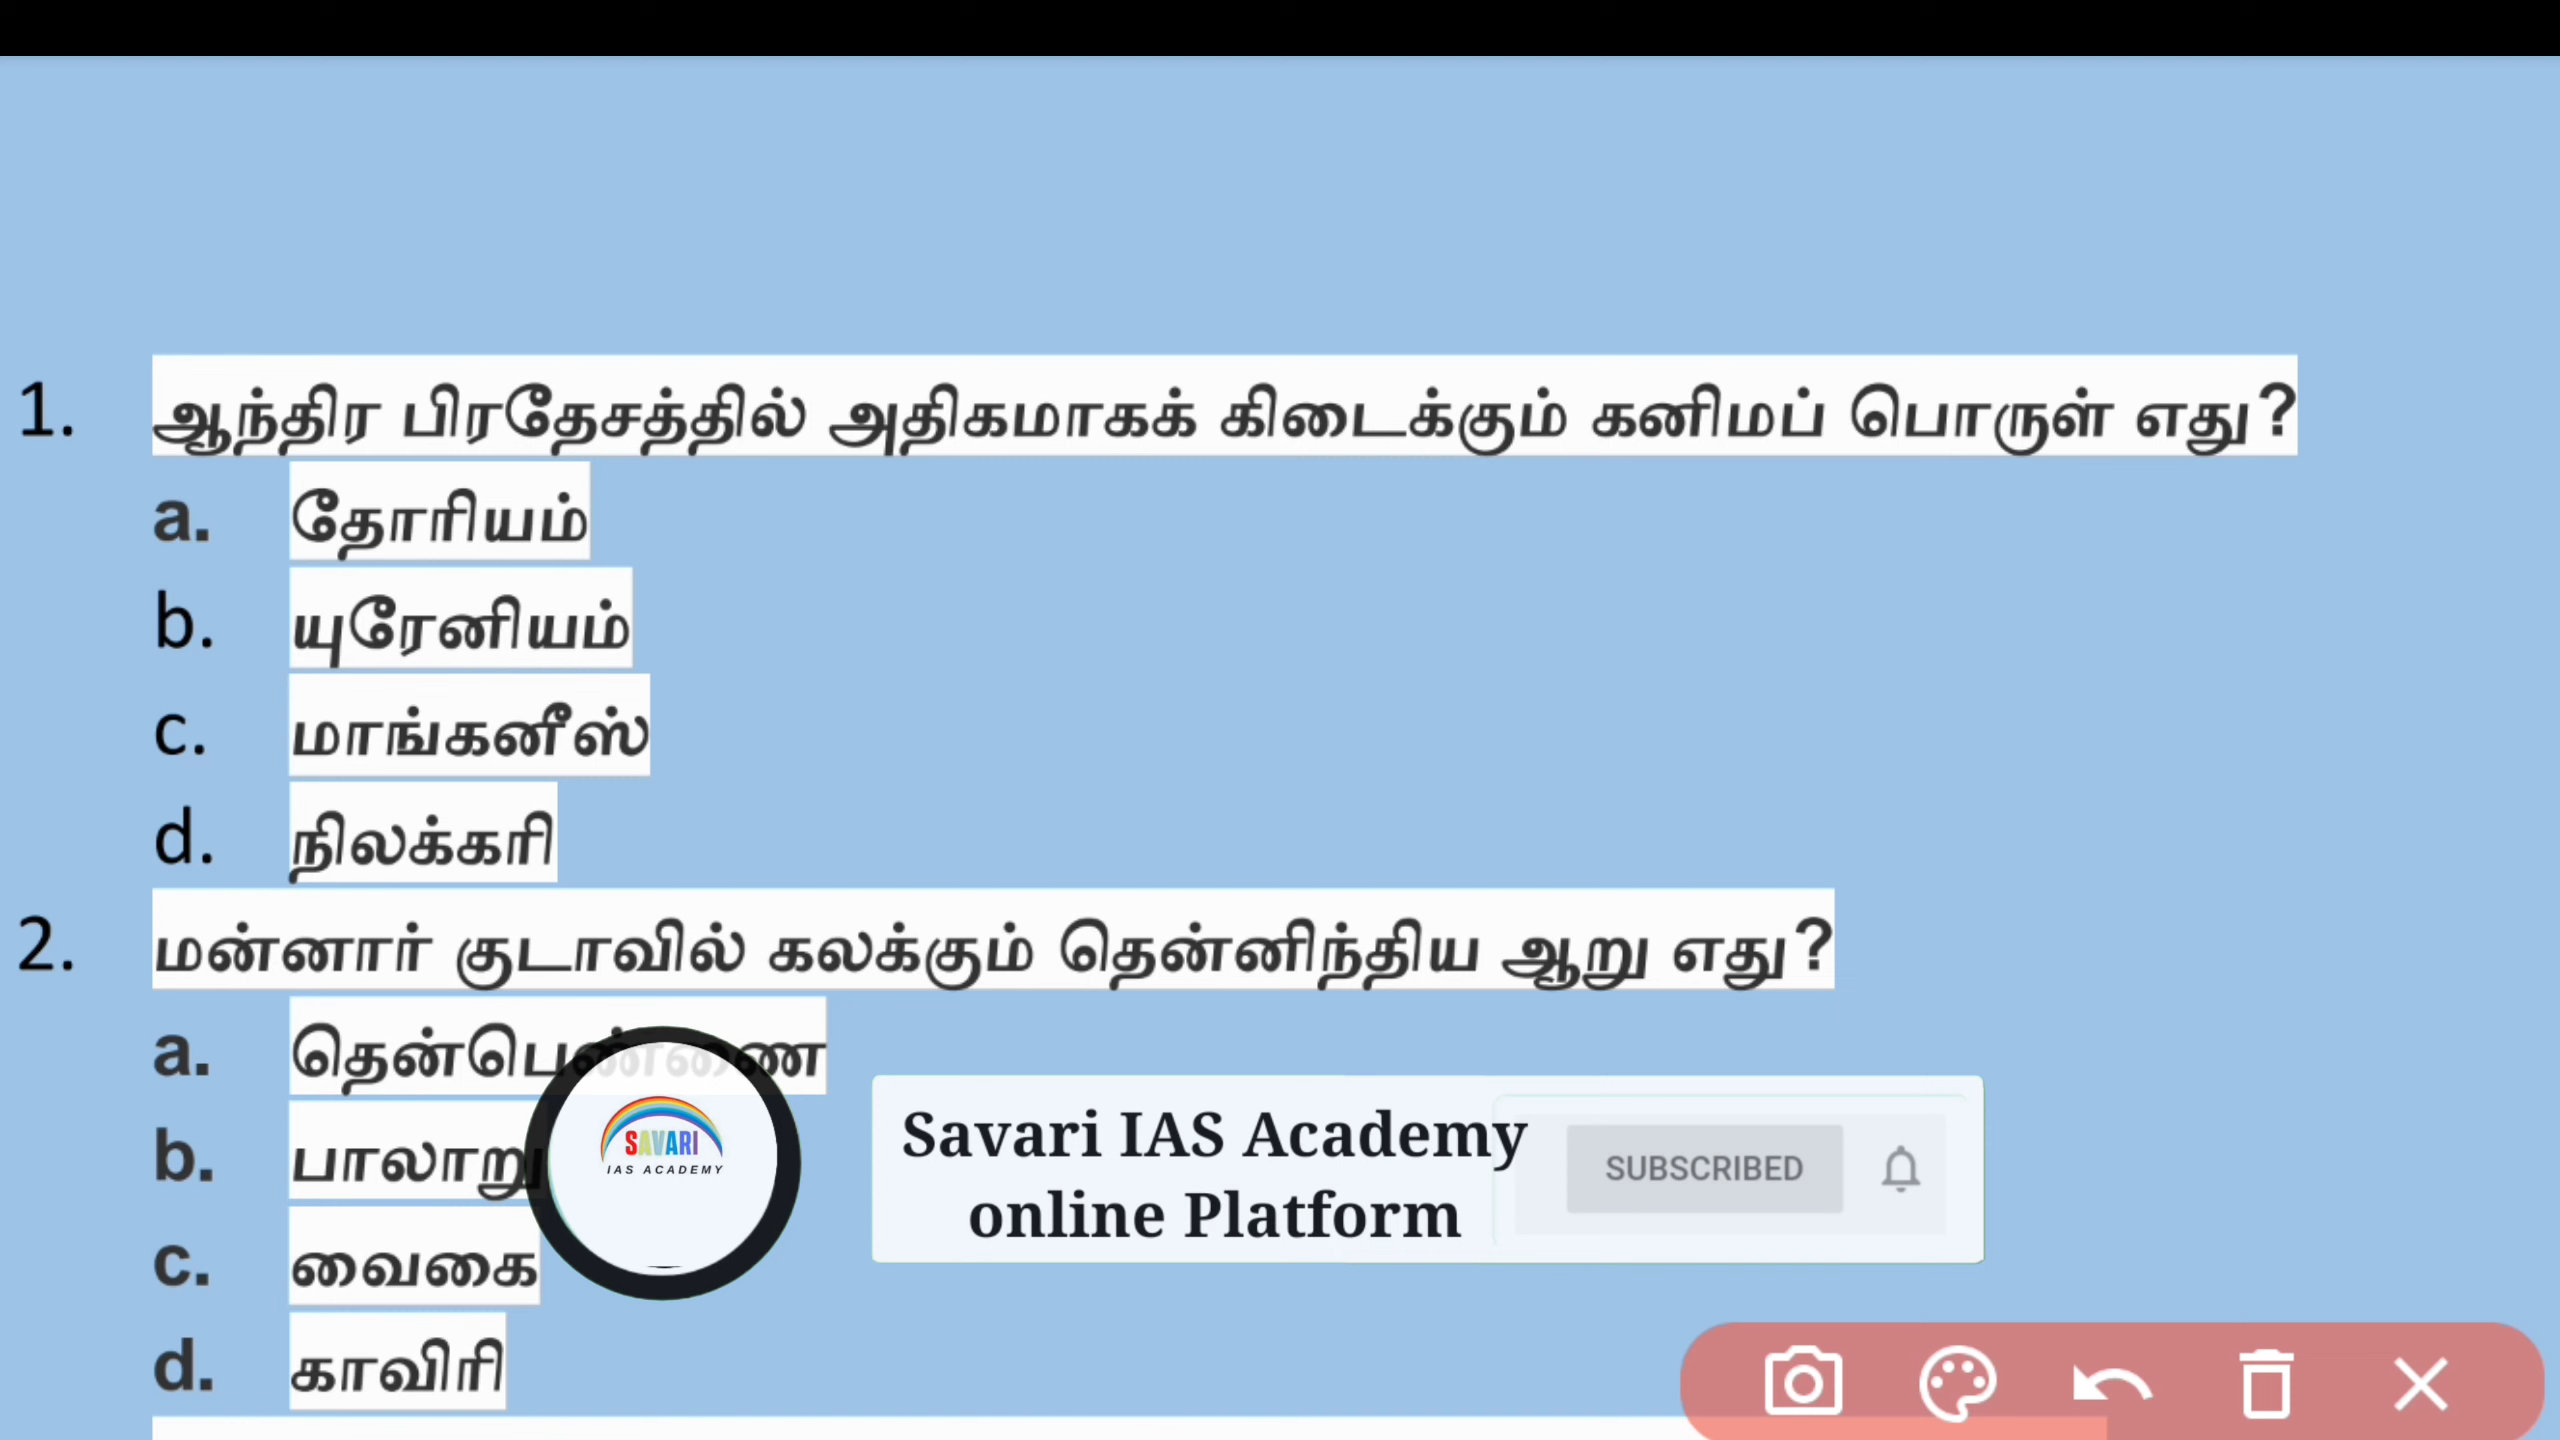 1. ஆந்திர பிரதேசத்தில் அதிகமாகக் கிடைக்கும் கனிமப் பொருள் எது?
a. தோரியம்
b. யுரேனியம்
c. மாங்கனீஸ்
d. நிலக்கரி
2. மன்னார் குடாவில் கலக்கும் தென்னிந்திய ஆறு எது?
a. தென்பெண்ணை
b. பாலாறு
c. வைகை
d. காவிரி
SAVARI
IAS ACADEMY
Savari IAS Academy
online Platform
SUBSCRIBED